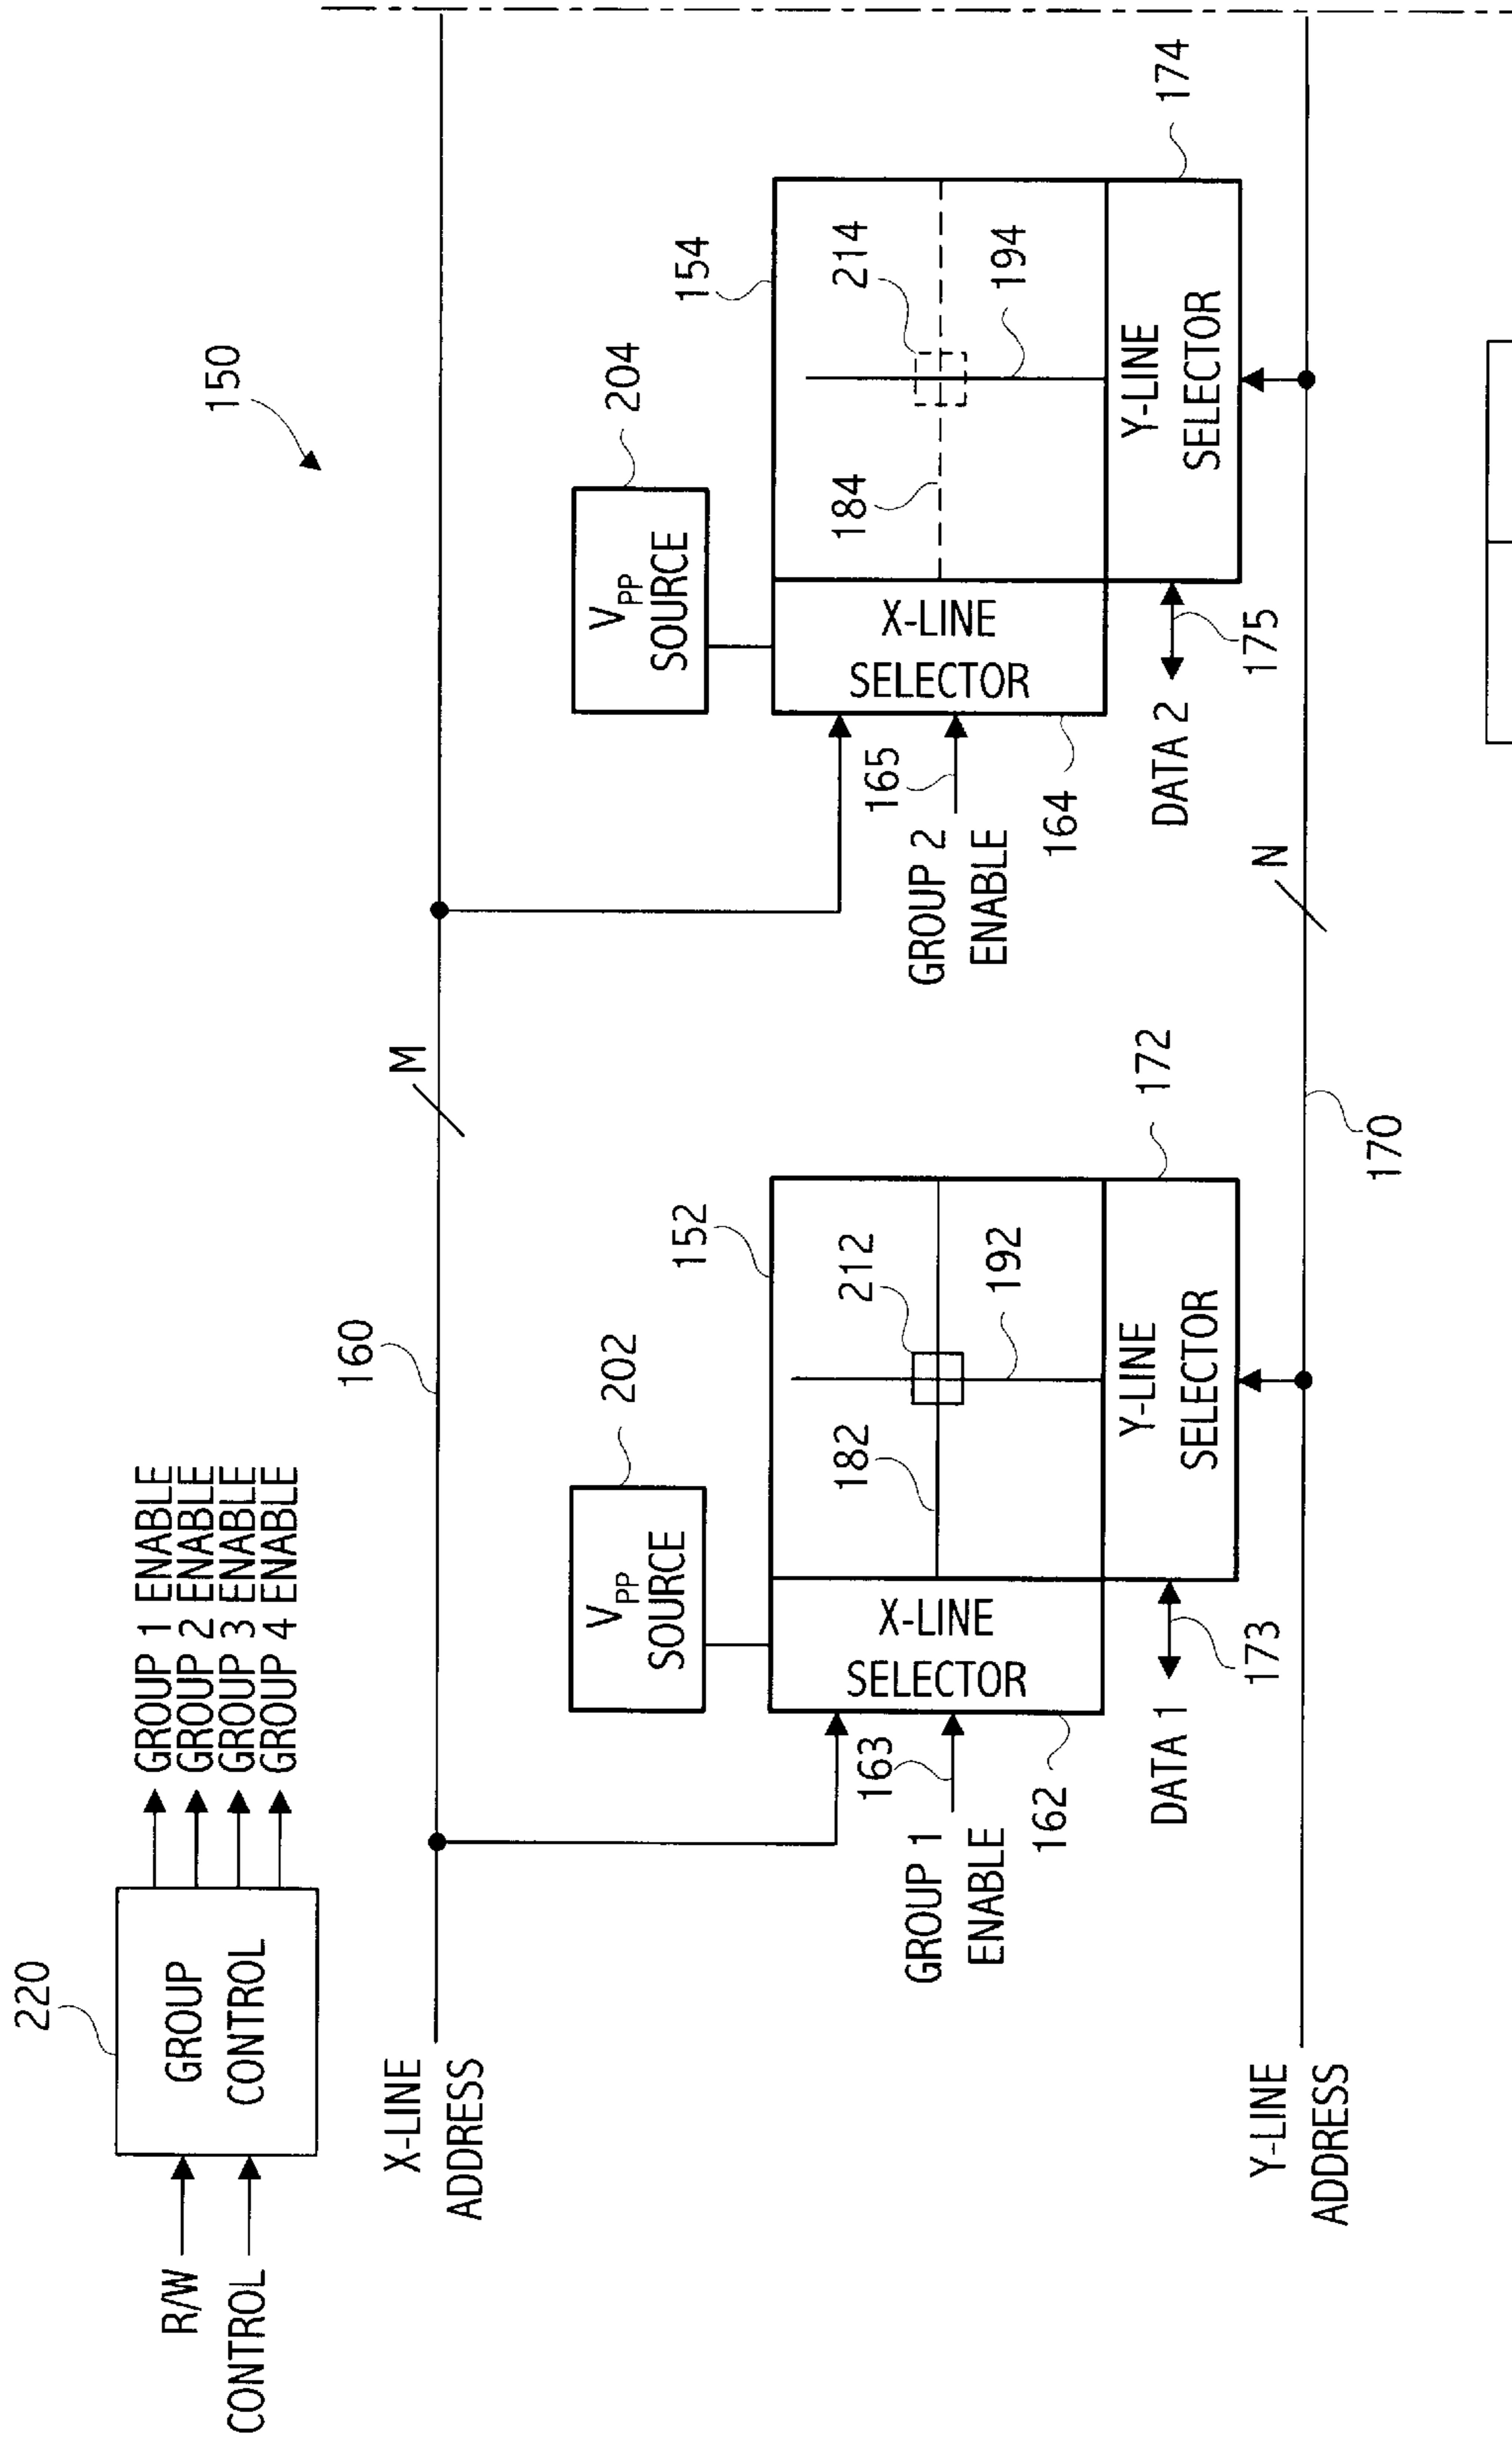 150
220
GROUP
CONTROL
R/W
CONTROL
GROUP 1 ENABLE
GROUP 2 ENABLE
GROUP 3 ENABLE
GROUP 4 ENABLE
X-LINE
ADDRESS
160
M
VPP
SOURCE
202
VPP
SOURCE
204
152
154
X-LINE
SELECTOR
163
GROUP 1
ENABLE
162
182
212
192
Y-LINE
SELECTOR
172
DATA 1
173
X-LINE
SELECTOR
165
GROUP 2
ENABLE
164
184
214
194
Y-LINE
SELECTOR
174
DATA 2
175
Y-LINE
ADDRESS
170
N